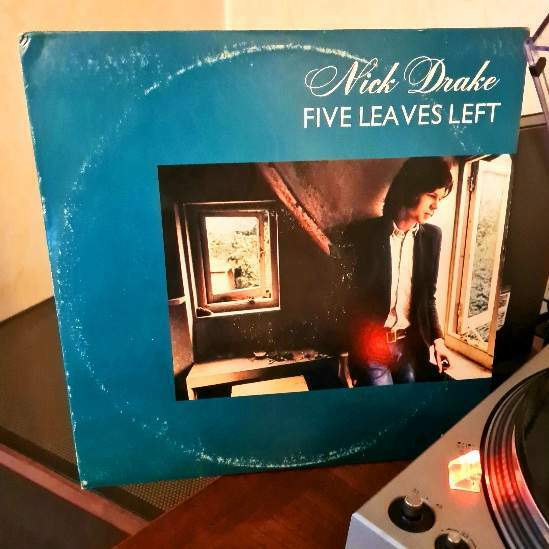 Nick Drake
FIVE LEAVES LEFT